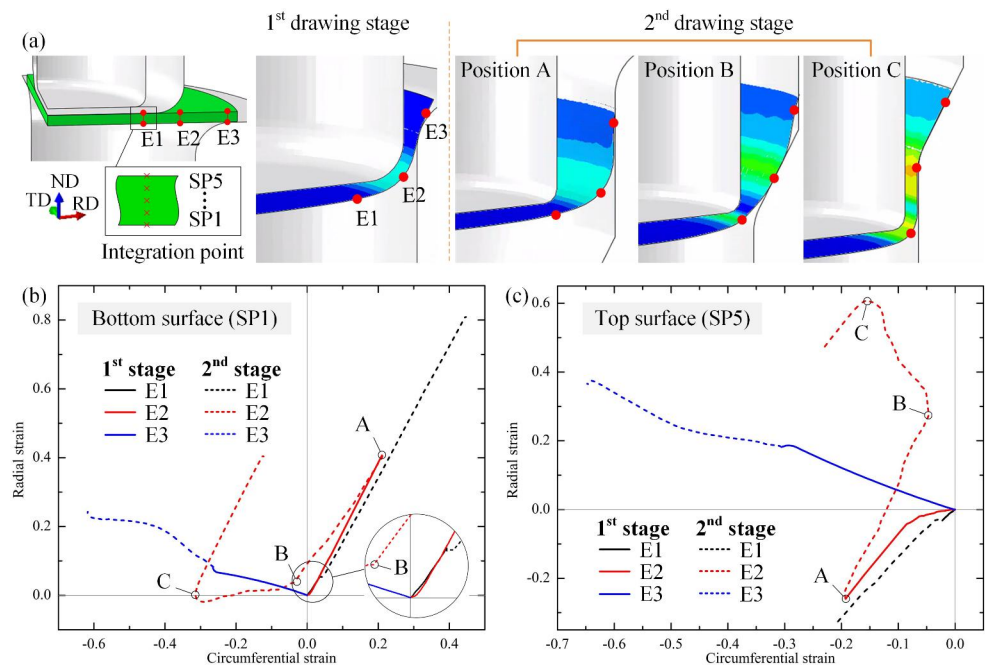 (a)
1st drawing stage
2nd drawing stage
Position A
Position B
Position C
E1
E2
E3
SP5
SP1
Integration point
ND
TD
RD
E1
E2
E3
(b)
Bottom surface (SP1)
1st stage
2nd stage
E1
E1
E2
E2
E3
E3
A
B
B
C
0.8
0.6
0.4
0.2
0.0
-0.6
-0.4
-0.2
0.0
0.2
0.4
Radial strain
Circumferential strain
(c)
Top surface (SP5)
C
B
A
1st stage
2nd stage
E1
E1
E2
E2
E3
E3
0.6
0.4
0.2
0.0
-0.2
-0.7
-0.6
-0.5
-0.4
-0.3
-0.2
-0.1
0.0
Radial strain
Circumferential strain